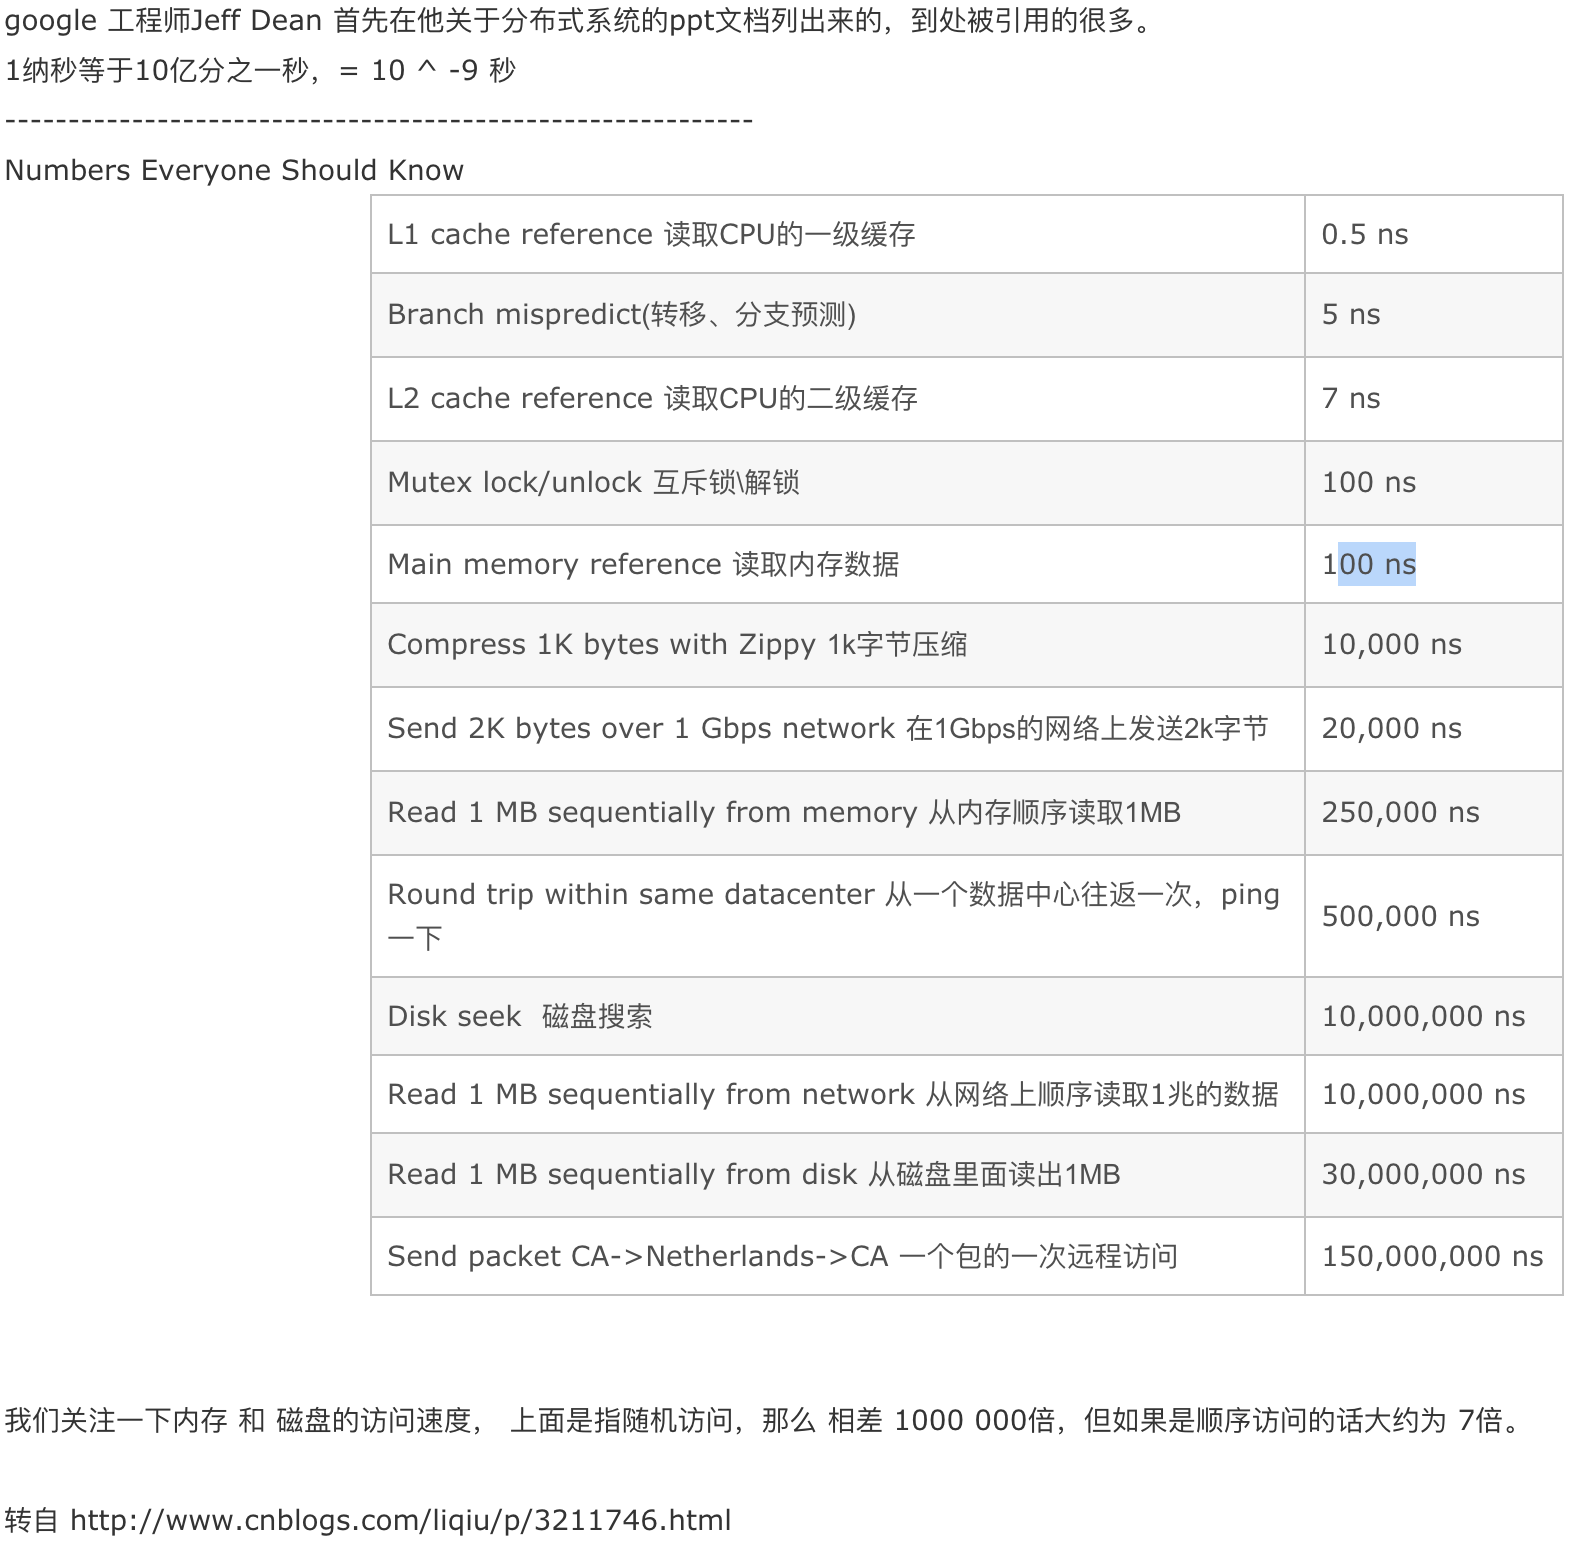 google 工程师Jeff Dean 首先在他关于分布式系统的ppt文档列出来的，到处被引用的很多。
1纳秒等于10亿分之一秒，= 10 ^ -9 秒
-----------------------------------------------------------
Numbers Everyone Should Know
L1 cache reference 读取CPU的一级缓存 0.5 ns
Branch mispredict(转移、分支预测) 5 ns
L2 cache reference 读取CPU的二级缓存 7 ns
Mutex lock/unlock 互斥锁\解锁 100 ns
Main memory reference 读取内存数据 100 ns
Compress 1K bytes with Zippy 1k字节压缩 10,000 ns
Send 2K bytes over 1 Gbps network 在1Gbps的网络上发送2k字节 20,000 ns
Read 1 MB sequentially from memory 从内存顺序读取1MB 250,000 ns
Round trip within same datacenter 从一个数据中心往返一次，ping
一下 500,000 ns
Disk seek  磁盘搜索 10,000,000 ns
Read 1 MB sequentially from network 从网络上顺序读取1兆的数据 10,000,000 ns
Read 1 MB sequentially from disk 从磁盘里面读出1MB 30,000,000 ns
Send packet CA->Netherlands->CA 一个包的一次远程访问 150,000,000 ns
我们关注一下内存 和 磁盘的访问速度， 上面是指随机访问，那么 相差 1000 000倍，但如果是顺序访问的话大约为 7倍。
转自 http://www.cnblogs.com/liqiu/p/3211746.html